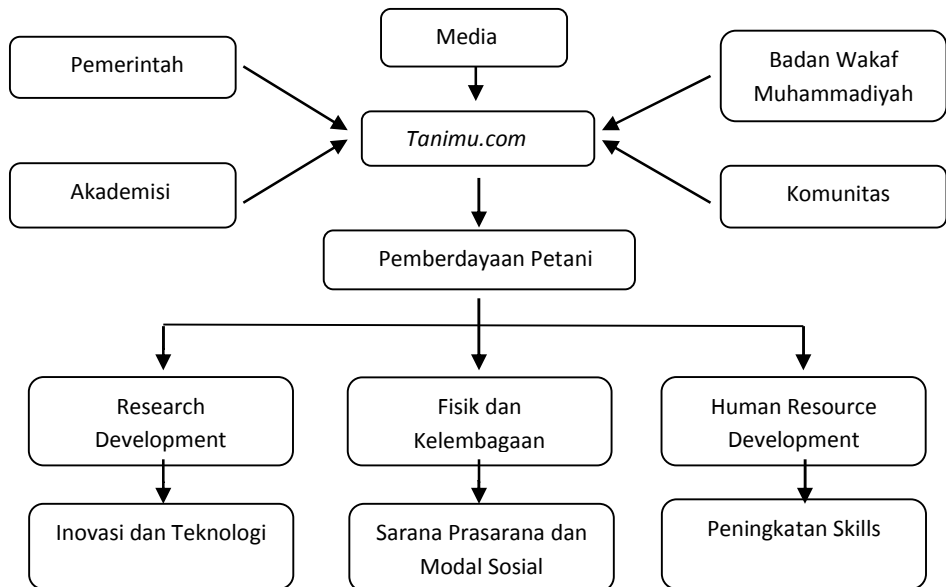 Media
Pemerintah
Badan Wakaf
Muhammadiyah
Tanimu.com
Akademisi
Komunitas
Pemberdayaan Petani
Research
Development
Fisik dan
Kelembagaan
Human Resource
Development
Inovasi dan Teknologi
Sarana Prasarana dan
Modal Sosial
Peningkatan Skills